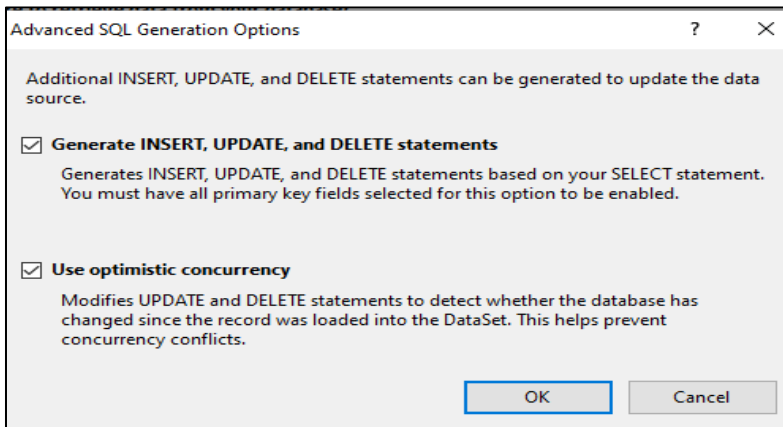 Advanced SQL Generation Options ?
Additional INSERT, UPDATE, and DELETE statements can be generated to update the data
source.
Generate INSERT, UPDATE, and DELETE statements
Generates INSERT, UPDATE, and DELETE statements based on your SELECT statement.
You must have all primary key fields selected for this option to be enabled.
Use optimistic concurrency
Modifies UPDATE and DELETE statements to detect whether the database has
changed since the record was loaded into the DataSet. This helps prevent
concurrency conflicts.
OK Cancel